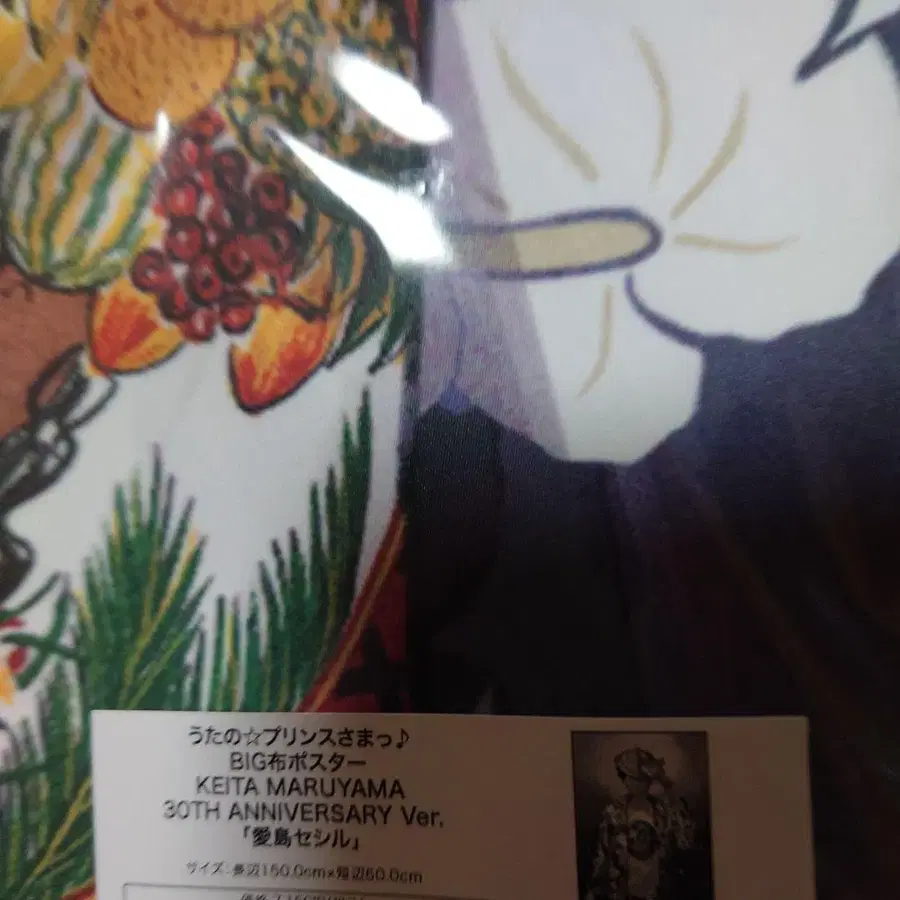 うたの☆プリンスさまっ♪
BIG布ポスター
KEITA MARUYAMA
30TH ANNIVERSARY Ver.
「愛島セシル」
サイズ:長辺150.0cm×短辺60.0cm